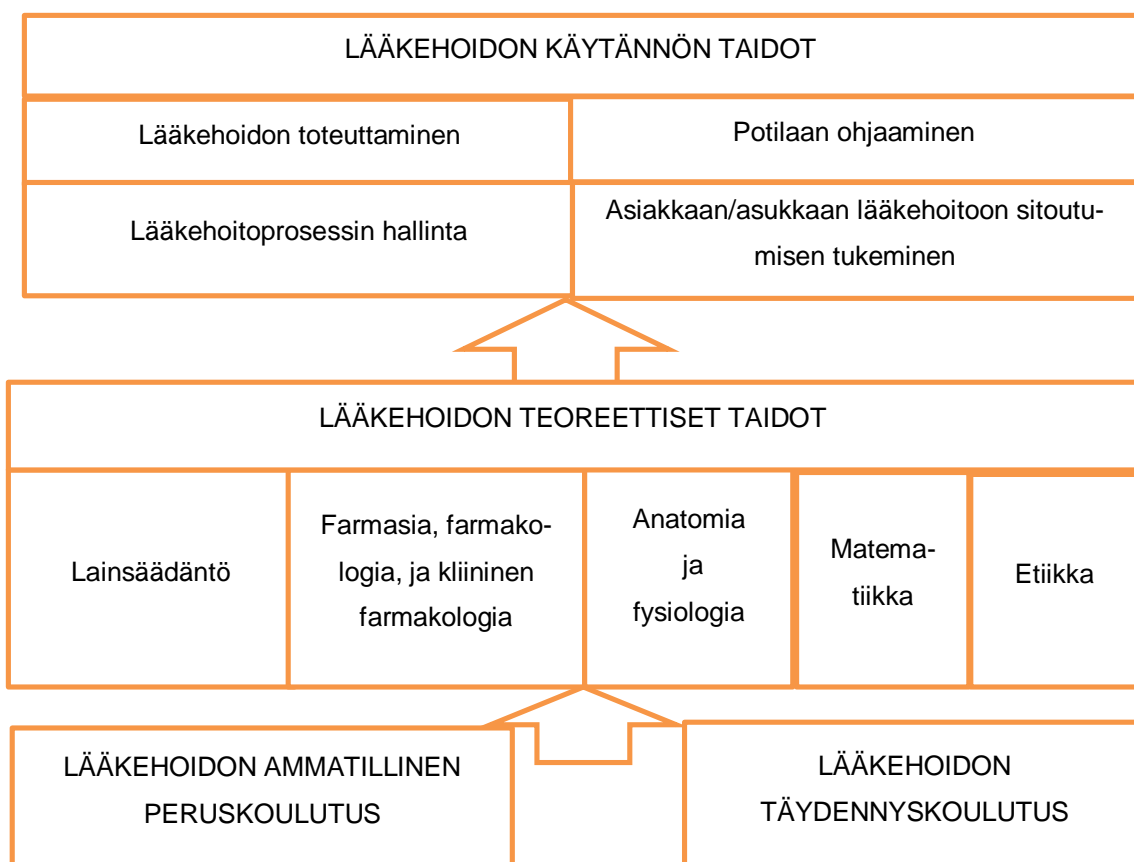 LÄÄKEHOIDON KÄYTÄNNÖN TAIDOT
Lääkehoidon toteuttaminen
Potilaan ohjaaminen
Lääkehoitoprosessin hallinta
Asiakkaan/asukkaan lääkehoitoon sitoutu-
misen tukeminen
LÄÄKEHOIDON TEOREETTISET TAIDOT
Lainsäädäntö
Farmasia, farmako-
logia, ja kliininen
farmakologia
Anatomia
ja
fysiologia
Matema-
tiikka
Etiikka
LÄÄKEHOIDON AMMATILLINEN
PERUSKOULUTUS
LÄÄKEHOIDON
TÄYDENNYSKOULUTUS